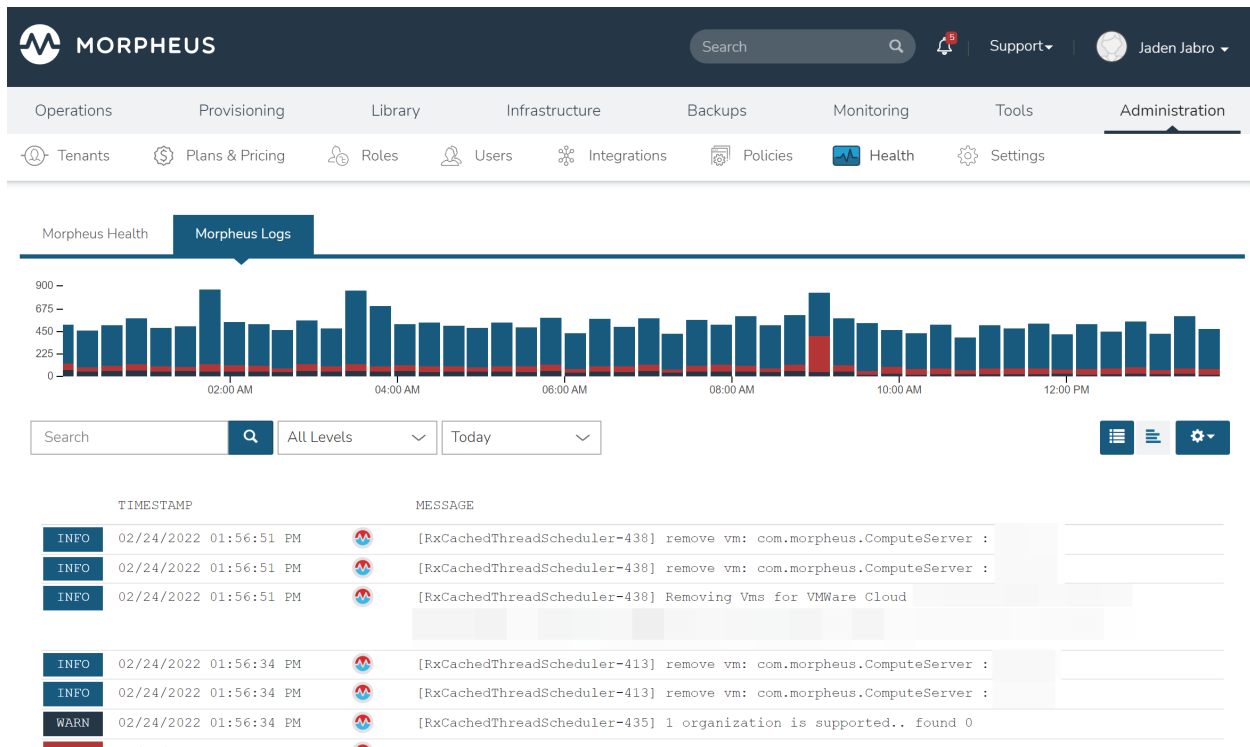 MORPHEUS
Search
5
Support
Jaden Jabro
Operations Provisioning Library Infrastructure Backups Monitoring Tools Administration
Tenants Plans & Pricing Roles Users Integrations Policies Health Settings
Morpheus Health Morpheus Logs
900
675
450
225
0
02:00 AM 04:00 AM 06:00 AM 08:00 AM 10:00 AM 12:00 PM
Search All Levels Today
TIMESTAMP MESSAGE
INFO 02/24/2022 01:56:51 PM [RxCachedThreadScheduler-438] remove vm: com.morpheus.ComputeServer :
INFO 02/24/2022 01:56:51 PM [RxCachedThreadScheduler-438] remove vm: com.morpheus.ComputeServer :
INFO 02/24/2022 01:56:51 PM [RxCachedThreadScheduler-438] Removing Vms for VMWare Cloud
INFO 02/24/2022 01:56:34 PM [RxCachedThreadScheduler-413] remove vm: com.morpheus.ComputeServer :
INFO 02/24/2022 01:56:34 PM [RxCachedThreadScheduler-413] remove vm: com.morpheus.ComputeServer :
WARN 02/24/2022 01:56:34 PM [RxCachedThreadScheduler-435] 1 organization is supported.. found 0